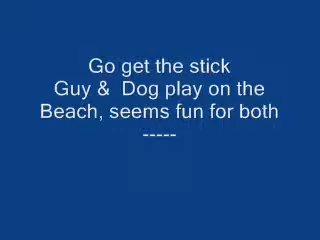 Go get the stick
Guy &  Dog play on the
Beach, seems fun for both
-----